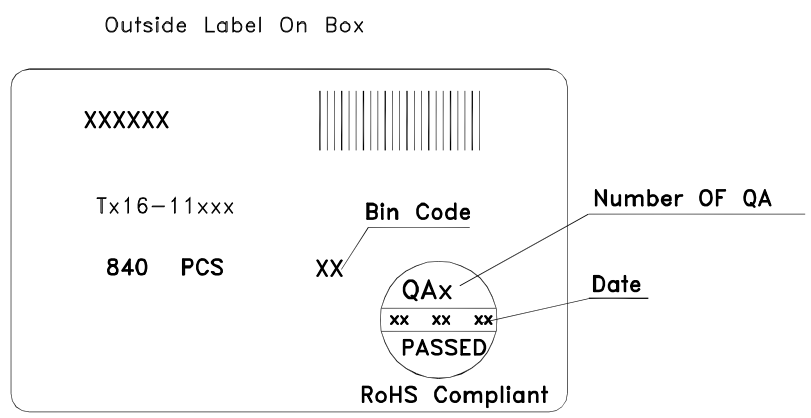 Outside Label On Box
XXXXXX
Tx16-11xxx
Bin Code
Number OF QA
840 PCS XX
QAx
Date
xx xx xx
PASSED
RoHS Compliant